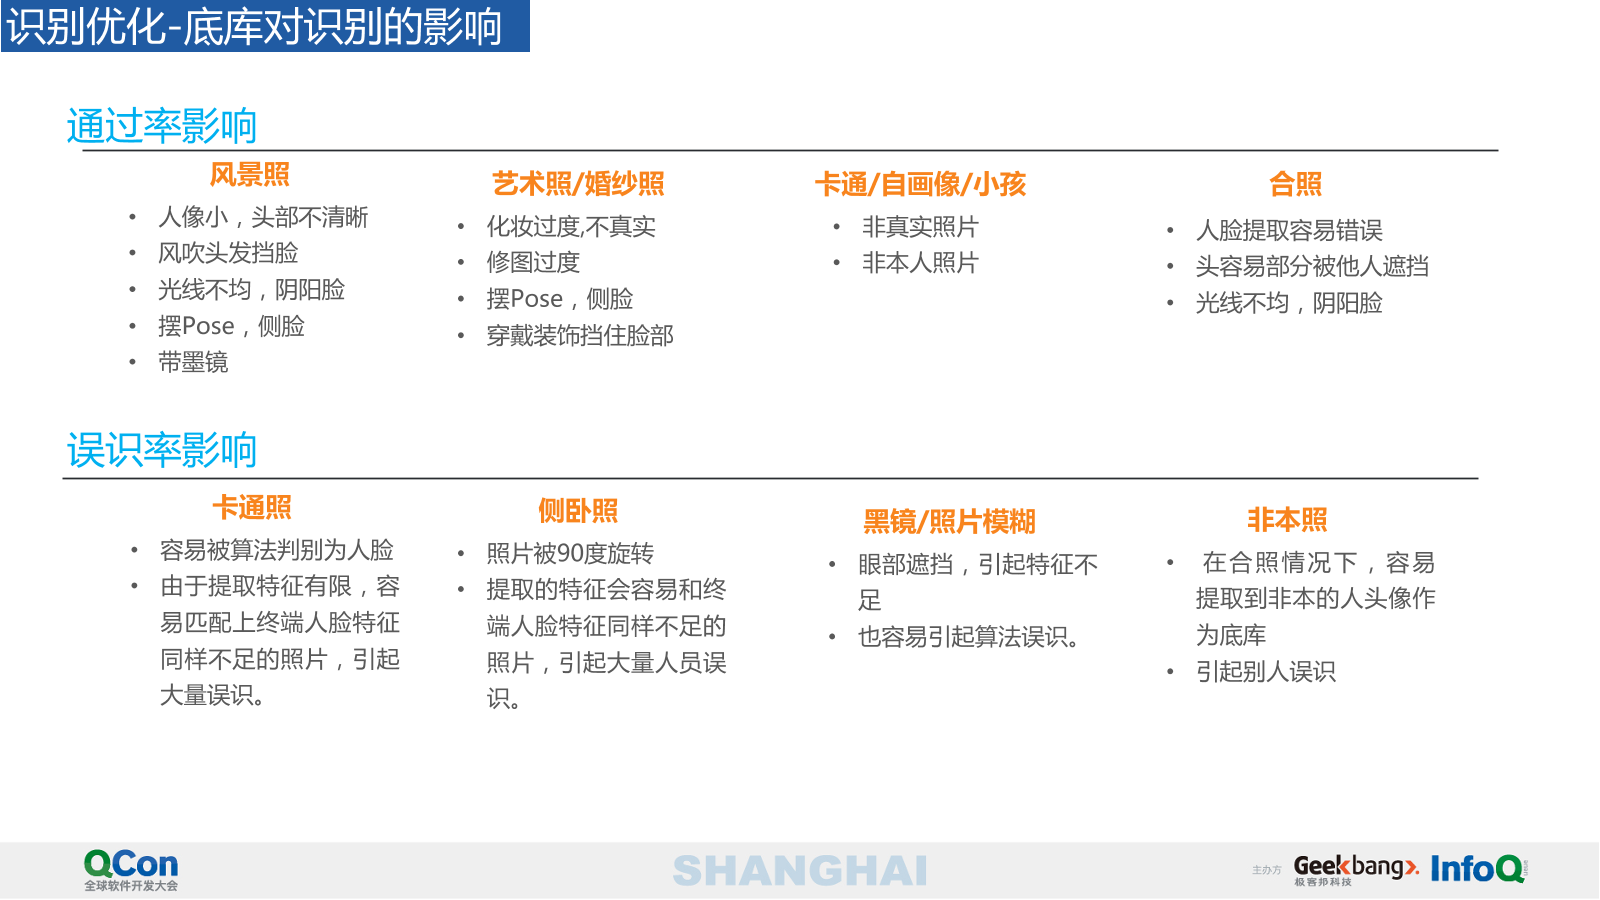 识别优化-底库对识别的影响
通过率影响
风景照
• 人像小，头部不清晰
• 风吹头发挡脸
• 光线不均，阴阳脸
• 摆Pose，侧脸
• 带墨镜
艺术照/婚纱照
• 化妆过度,不真实
• 修图过度
• 摆Pose，侧脸
• 穿戴装饰挡住脸部
卡通/自画像/小孩
• 非真实照片
• 非本人照片
合照
• 人脸提取容易错误
• 头容易部分被他人遮挡
• 光线不均，阴阳脸
误识率影响
卡通照
• 容易被算法判别为人脸
• 由于提取特征有限，容
易匹配上终端人脸特征
同样不足的照片，引起
大量误识。
侧卧照
• 照片被90度旋转
• 提取的特征会容易和终
端人脸特征同样不足的
照片，引起大量人员误
识。
黑镜/照片模糊
• 眼部遮挡，引起特征不
足
• 也容易引起算法误识。
非本照
• 在合照情况下，容易
提取到非本的人头像作
为底库
• 引起别人误识
QCon
全球软件开发大会
SHANGHAI
主办方
Geekbang
极客邦科技
InfoQ